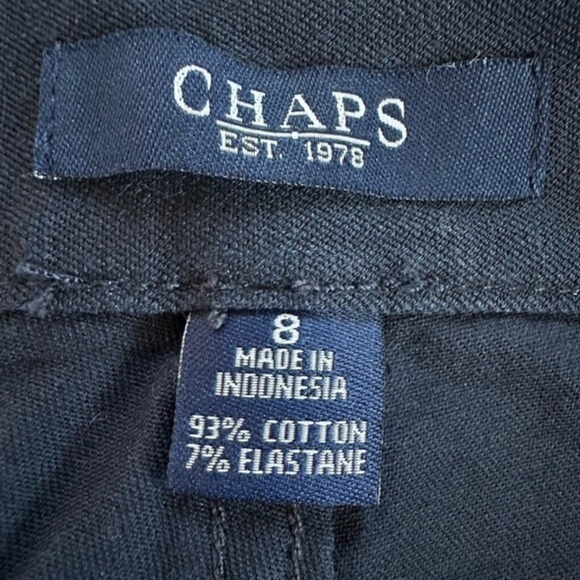 CHAPS
EST. 1978
8
MADE IN
INDONESIA
93% COTTON
7% ELASTANE